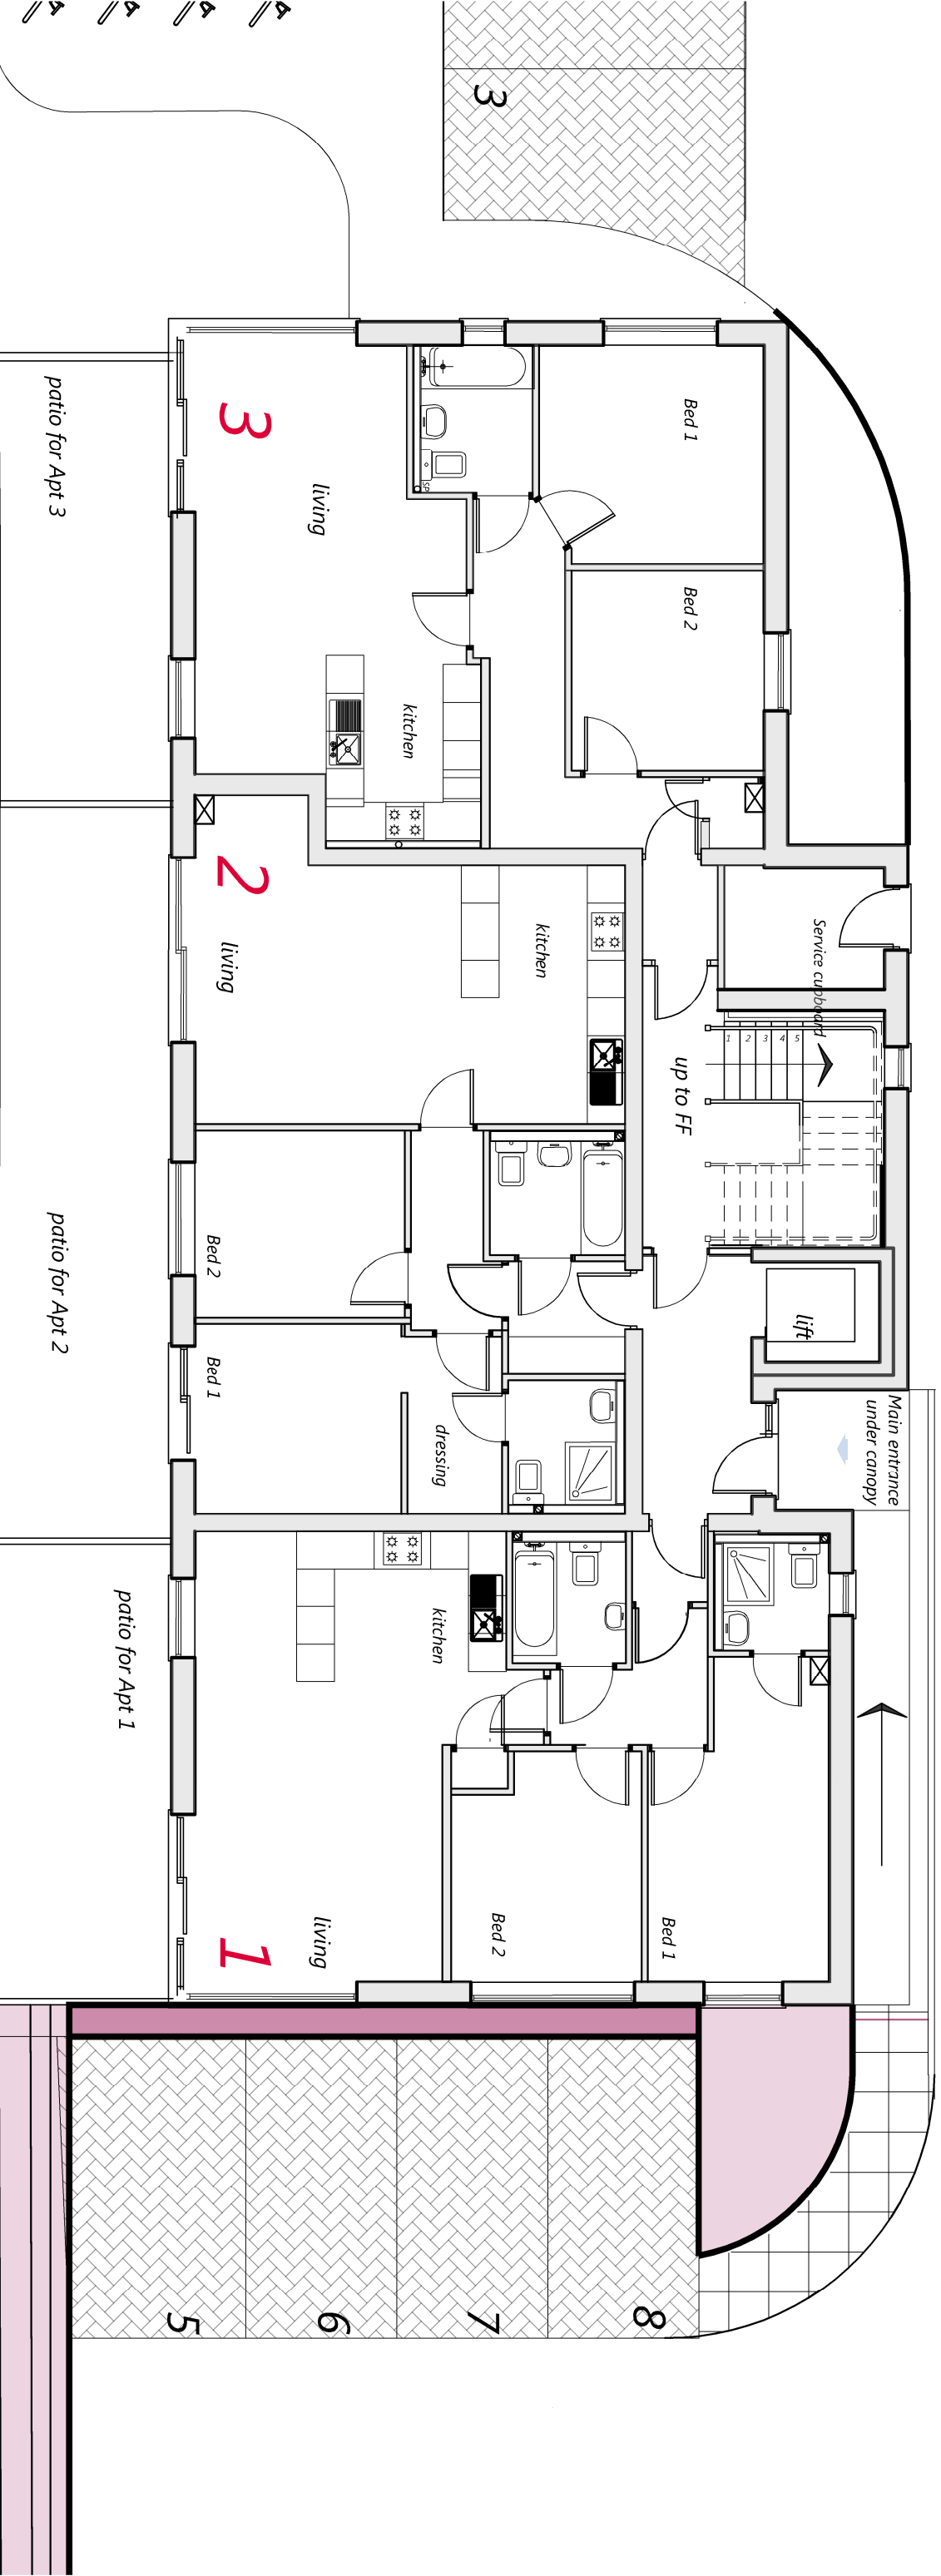 A
A
A
A
3
patio for Apt 3
3
living
Bed 1
SP
Bed 2
kitchen
2
living
kitchen
Service cupboard
1 2 3 4 5
up to FF
patio for Apt 2
Bed 2
Bed 1
dressing
lift
Main entrance
under canopy
patio for Apt 1
kitchen
living
1
Bed 2
Bed 1
5
6
7
8